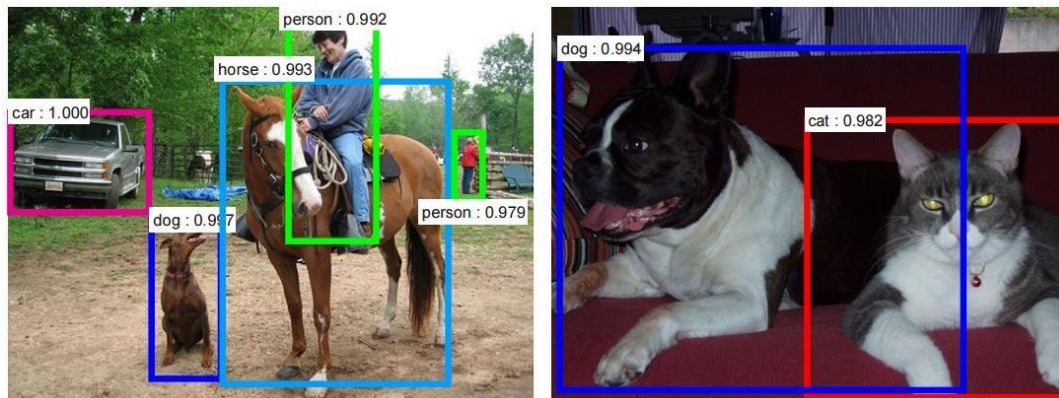 person : 0.992
horse : 0.993
car : 1.000
dog : 0.997
person : 0.979
dog : 0.994
cat : 0.982